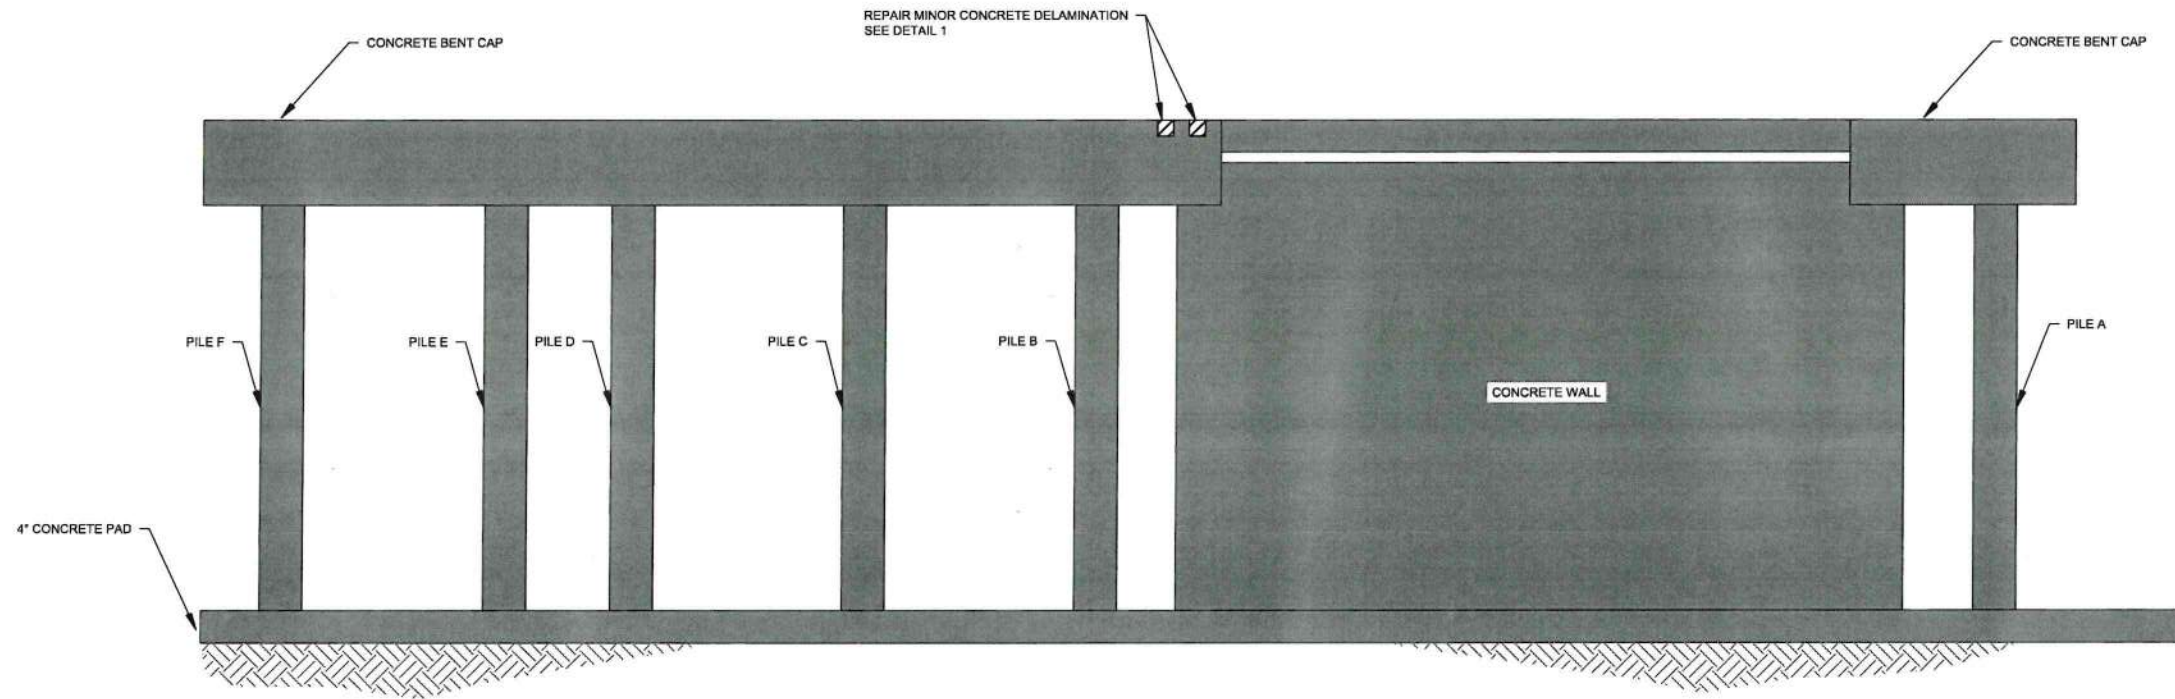 REPAIR MINOR CONCRETE DELAMINATION
SEE DETAIL 1
CONCRETE BENT CAP
CONCRETE BENT CAP
PILE A
PILE F
PILE E
PILE D
PILE C
PILE B
CONCRETE WALL
4" CONCRETE PAD